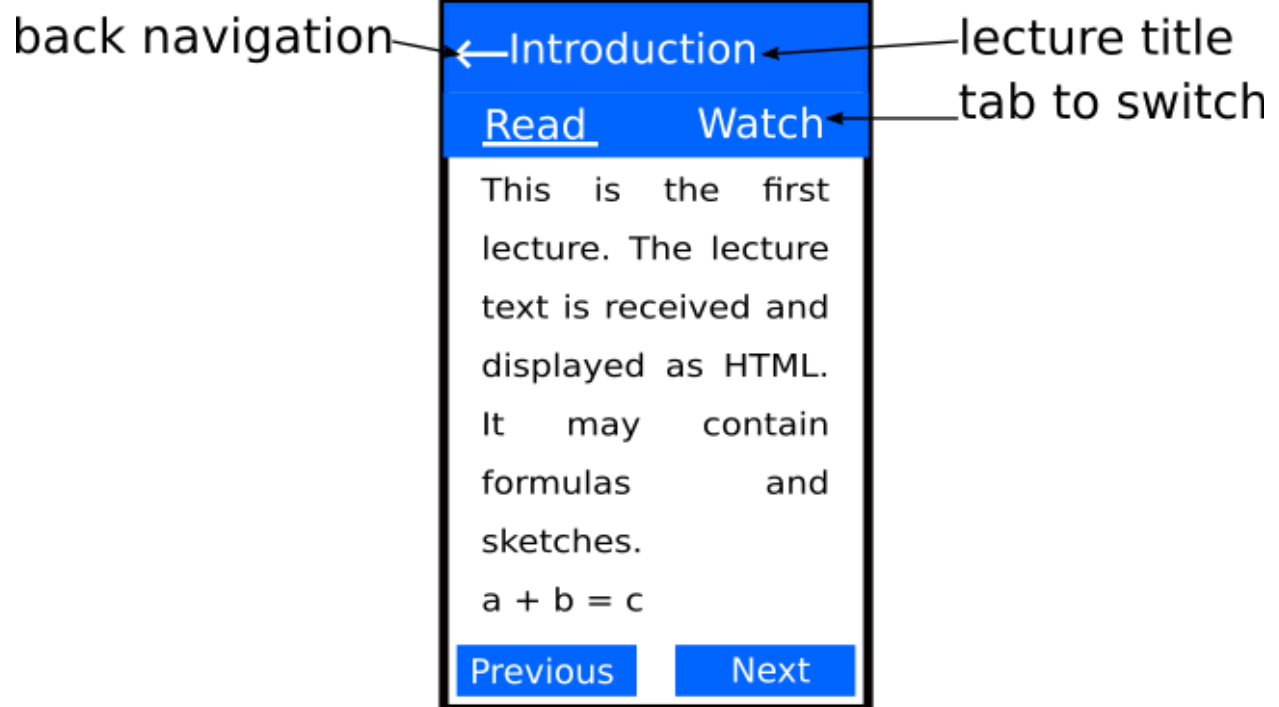 back navigation
Introduction
lecture title
tab to switch
Read Watch
This is the first
lecture. The lecture
text is received and
displayed as HTML.
It may contain
formulas and
sketches.
a + b = c
Previous Next